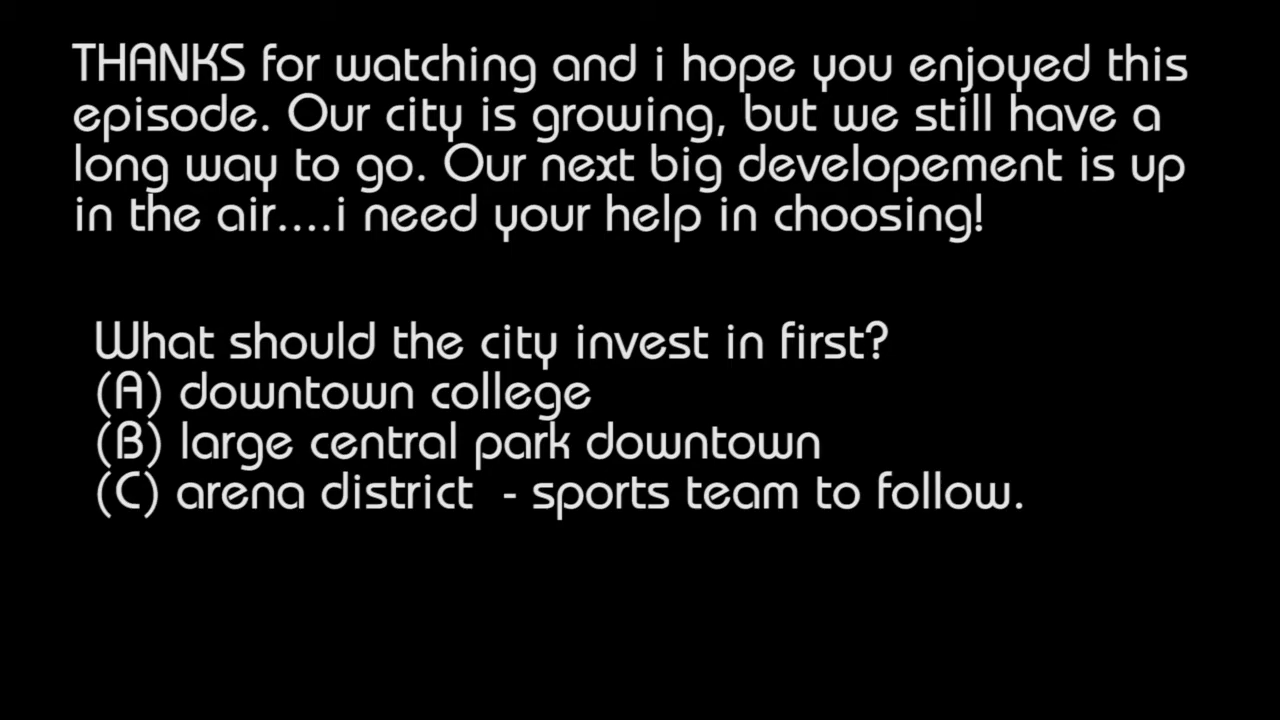 THANKS for watching and i hope you enjoyed this
episode. Our city is growing, but we still have a
long way to go. Our next big developement is up
in the air....i need your help in choosing!
What should the city invest in first?
(A) downtown college
(B) large central park downtown
(C) arena district - sports team to follow.